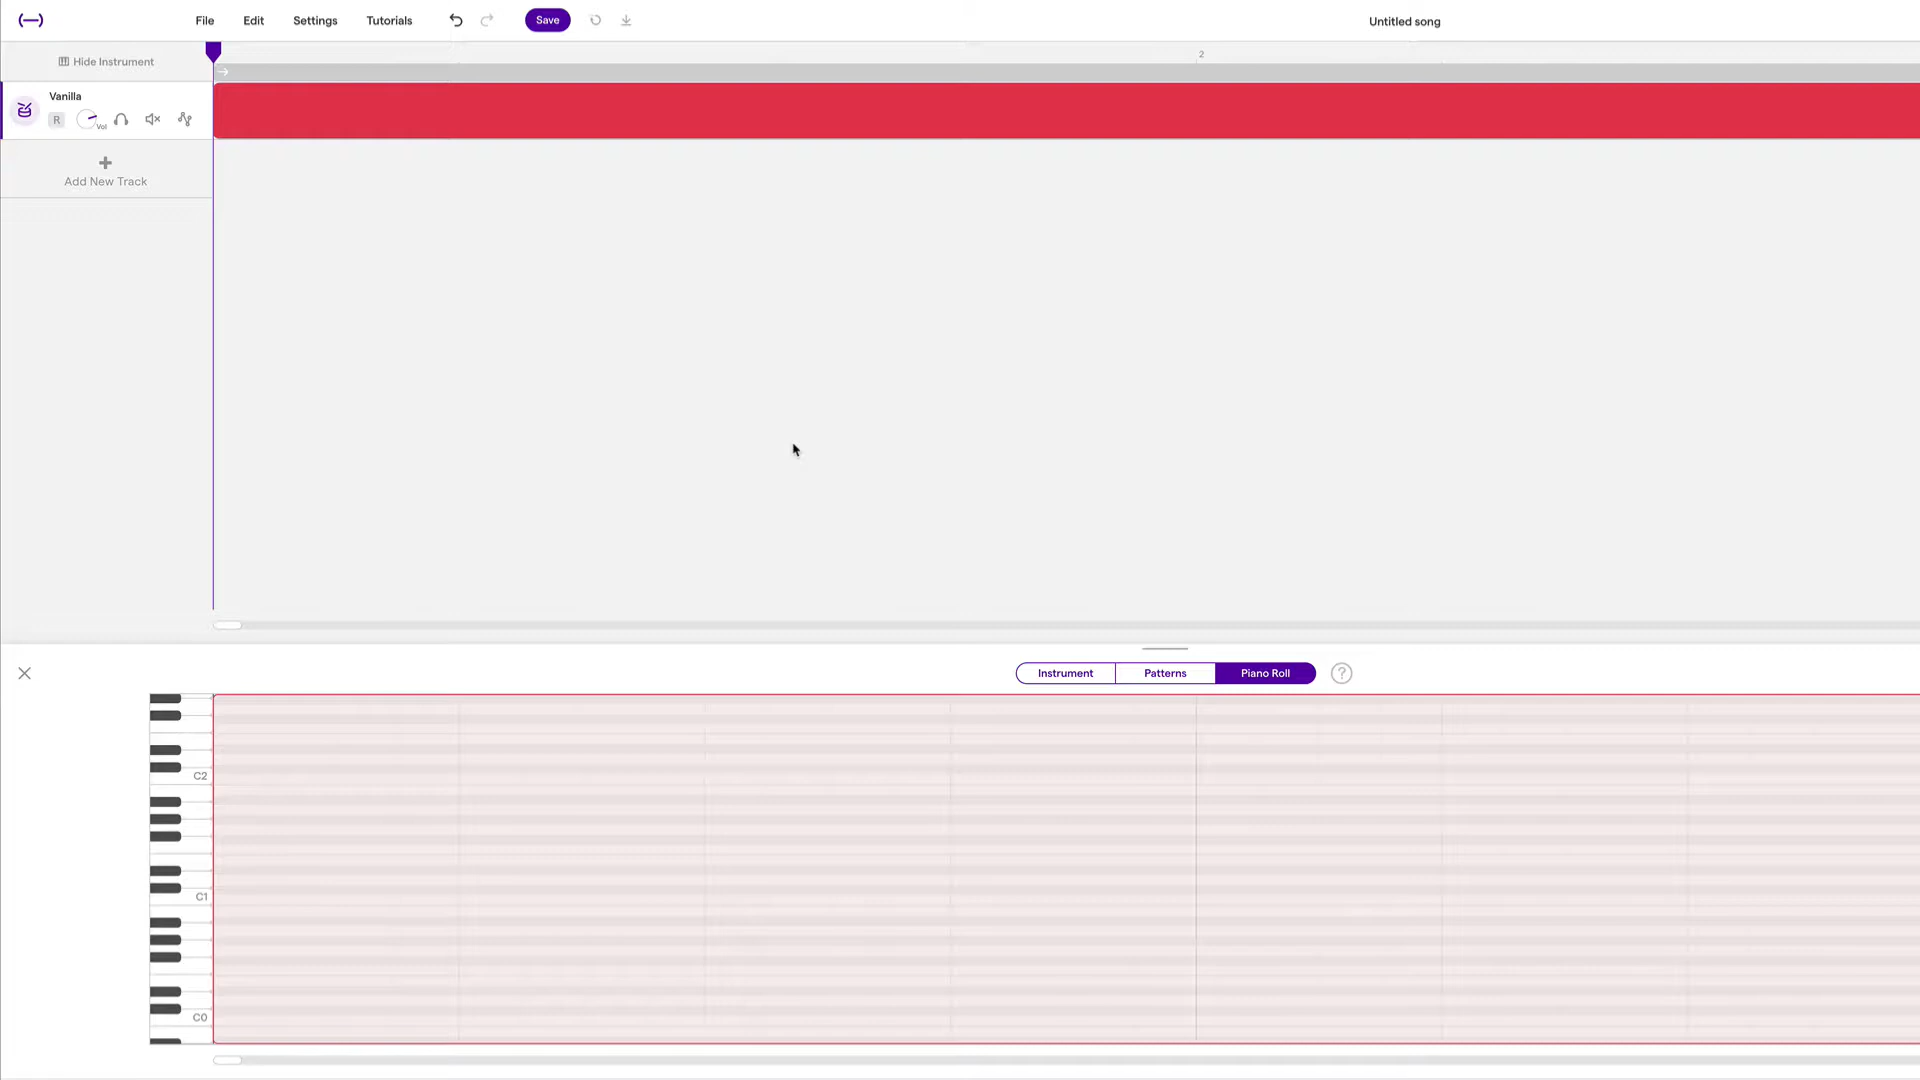 File Edit Settings Tutorials Save Untitled song
Hide Instrument
2
Vanilla
R Vol
Add New Track
Instrument Patterns Piano Roll ?
C2
C1
C0